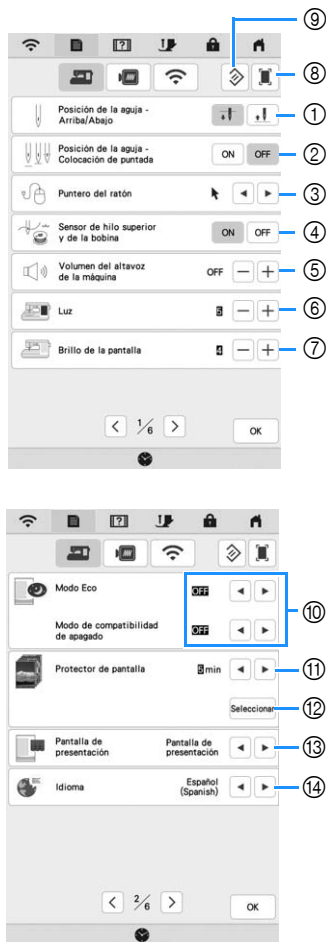 ⑨
⑧
Posición de la aguja -
Arriba/Abajo
①
Posición de la aguja -
Colocación de puntada
ON OFF
②
Puntero del ratón
③
Sensor de hilo superior
y de la bobina
ON OFF
④
Volumen del altavoz
de la máquina
OFF − +
⑤
Luz
5 − +
⑥
Brillo de la pantalla
4 − +
⑦
< 1/6 >
OK
Modo Eco
OFF
Modo de compatibilidad
de apagado
OFF
⑩
Protector de pantalla
5 min
⑪
Seleccionar
⑫
Pantalla de
presentación
Pantalla de
presentación
⑬
Idioma
Español
(Spanish)
⑭
< 2/6 >
OK